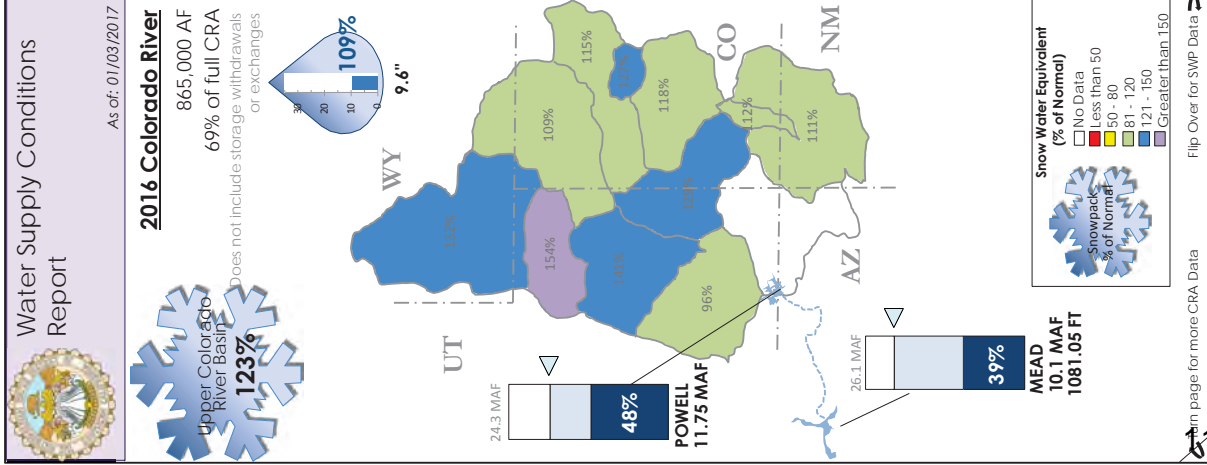 Water Supply Conditions
Report
As of: 01/03/2017
Upper Colorado
River Basin
123%
2016 Colorado River
865,000 AF
69% of full CRA
Does not include storage withdrawals
or exchanges
109%
30
20
10
0
9.6"
WY
UT
CO
AZ
NM
154%
109%
115%
118%
96%
112%
111%
24.3 MAF
48%
POWELL
11.75 MAF
26.1 MAF
39%
MEAD
10.1 MAF
1081.05 FT
Snowpack
% of Normal
Snow Water Equivalent
(% of Normal)
No Data
Less than 50
50 - 80
81 - 120
121 - 150
Greater than 150
Turn page for more CRA Data
Flip Over for SWP Data